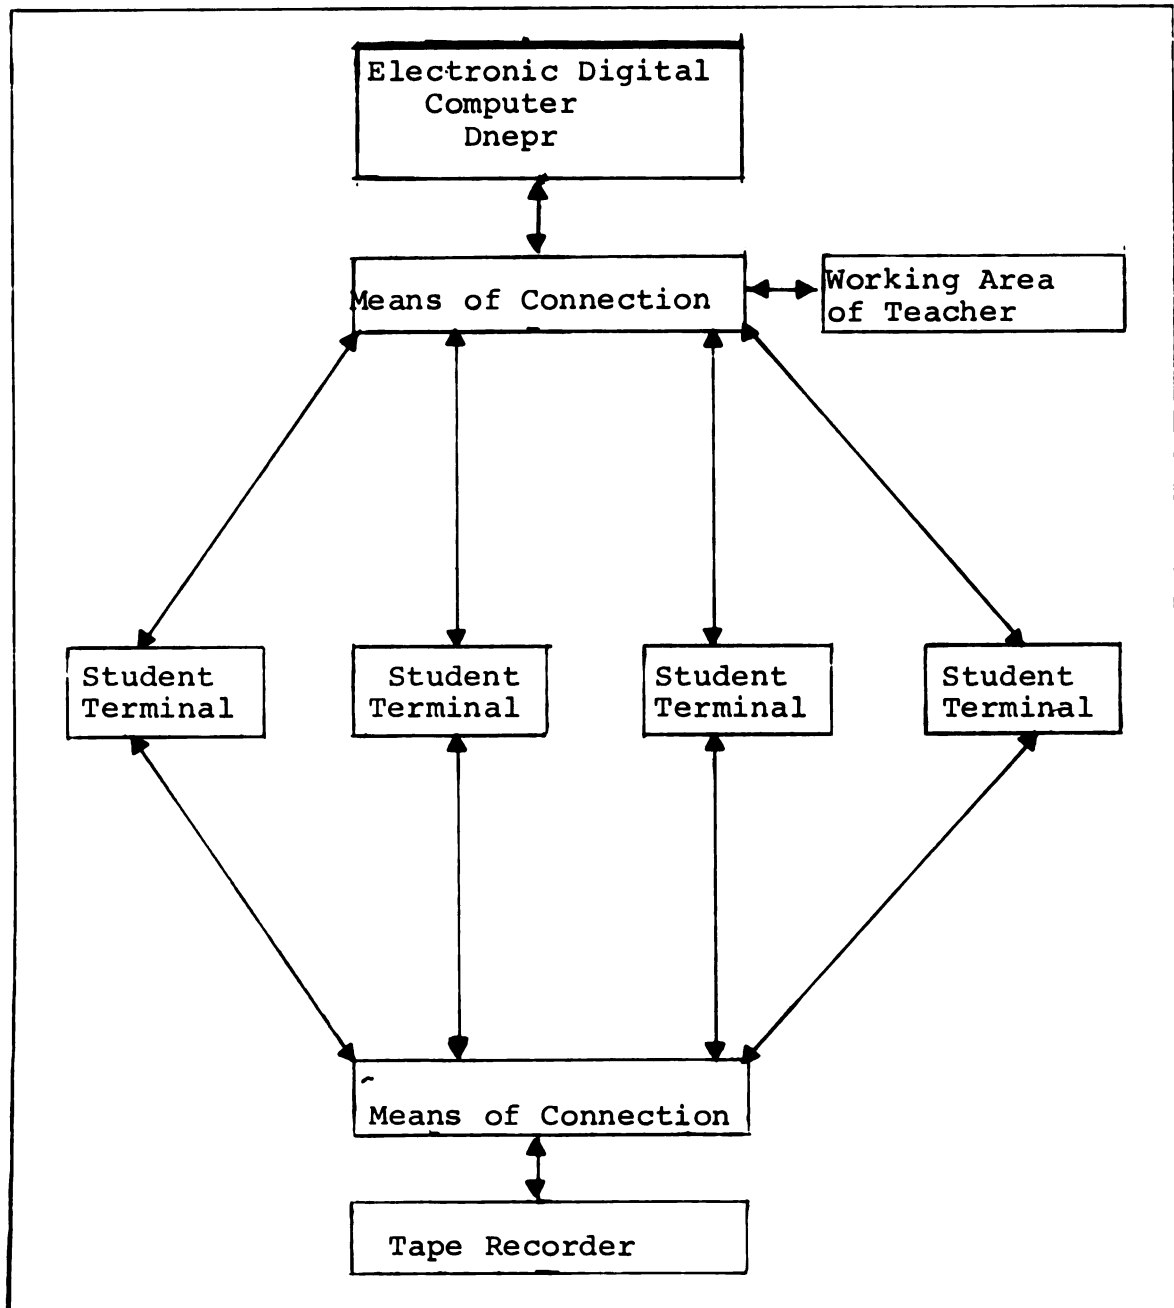 Electronic Digital
Computer
Dnepr
Means of Connection
Working Area
of Teacher
Student
Terminal
Student
Terminal
Student
Terminal
Student
Terminal
Means of Connection
Tape Recorder